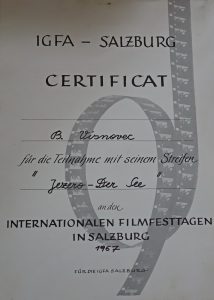 IGFA – SALZBURG
CERTIFICAT
B. Visnovec
für die Teilnahme mit seinem Streifen
" Jezero – Der See "
an den
INTERNATIONALEN FILMFESTTAGEN
IN SALZBURG
1967
FÜR DIE IGFA SALZBURG: